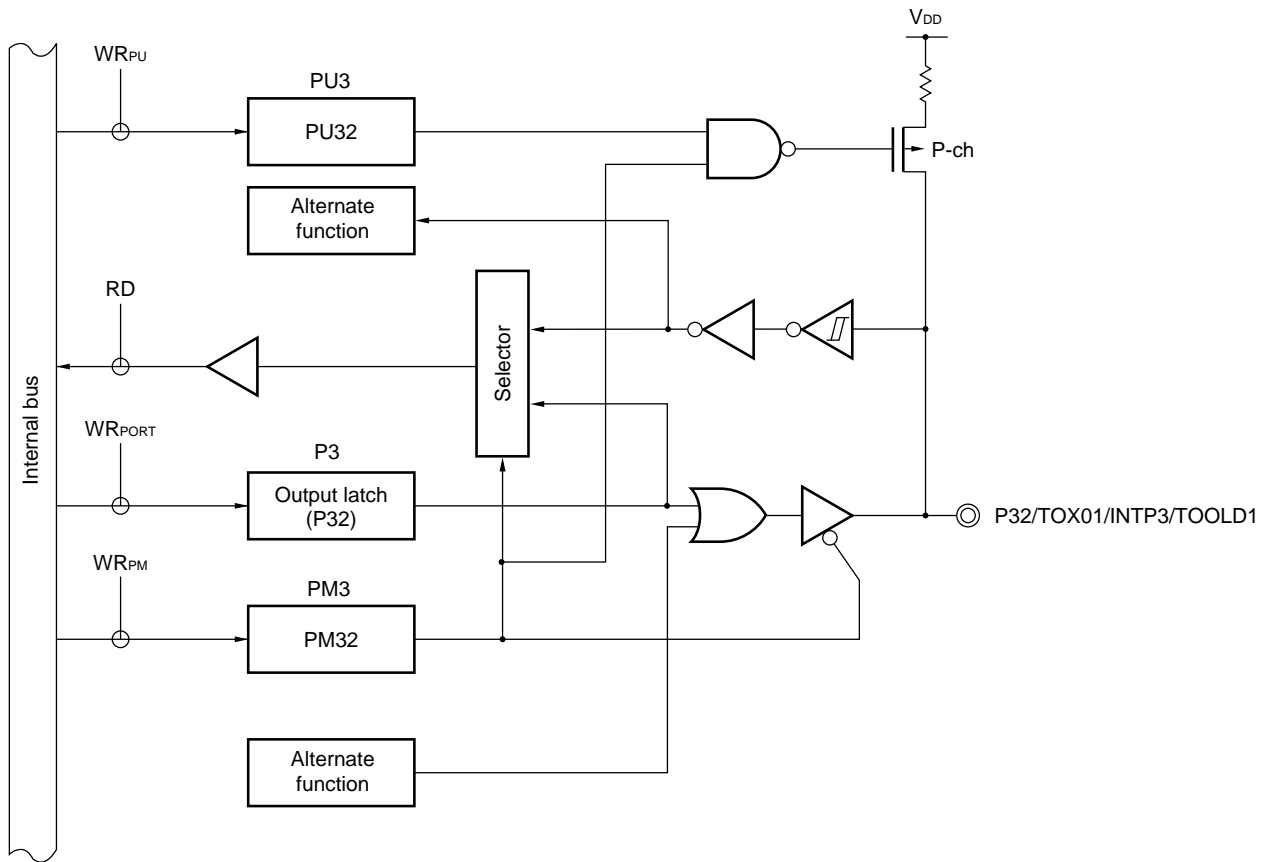 VDD
WRPU
PU3
PU32
P-ch
Alternate
function
RD
Selector
Internal bus
WRPORT
P3
Output latch
(P32)
P32/TOX01/INTP3/TOOLD1
WRPM
PM3
PM32
Alternate
function